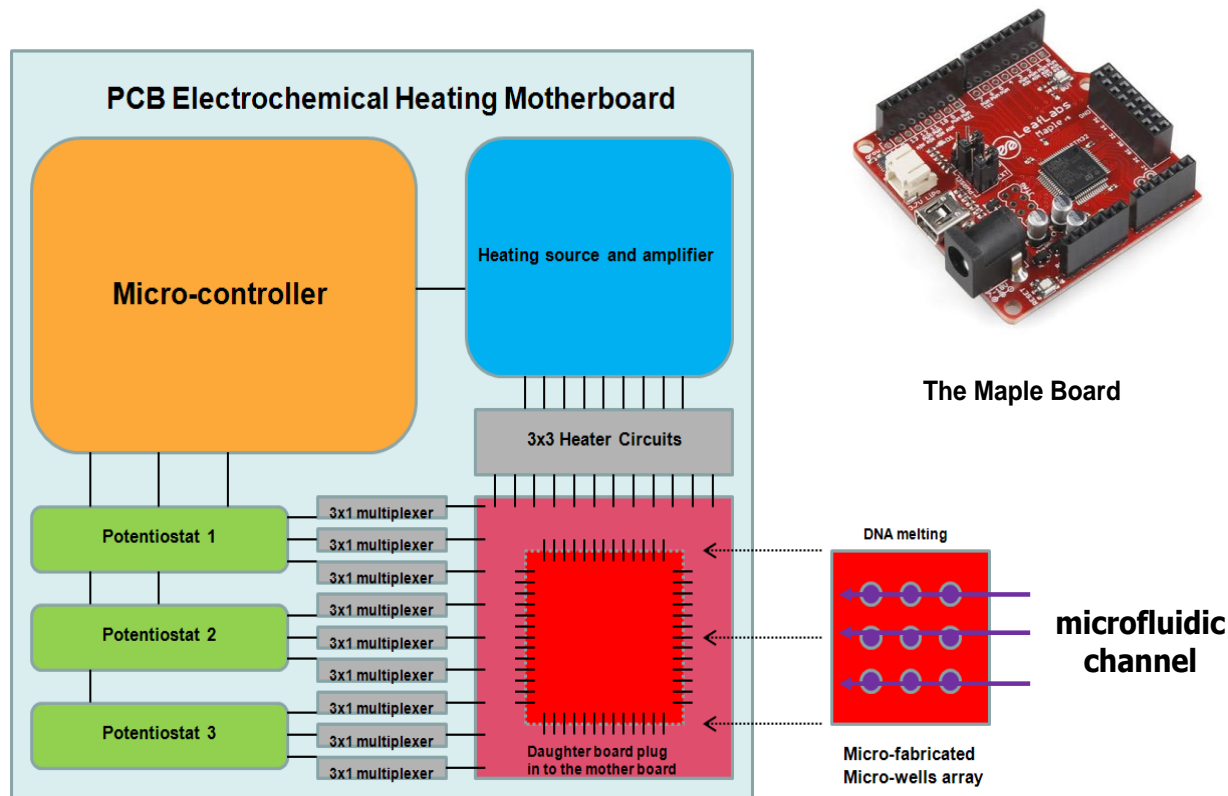 PCB Electrochemical Heating Motherboard
Micro-controller
Heating source and amplifier
3x3 Heater Circuits
Potentiostat 1
Potentiostat 2
Potentiostat 3
3x1 multiplexer
3x1 multiplexer
3x1 multiplexer
3x1 multiplexer
3x1 multiplexer
3x1 multiplexer
3x1 multiplexer
3x1 multiplexer
3x1 multiplexer
Daughter board plug
in to the mother board
LeafLabs
Maple
RESET
The Maple Board
DNA melting
microfluidic
channel
Micro-fabricated
Micro-wells array